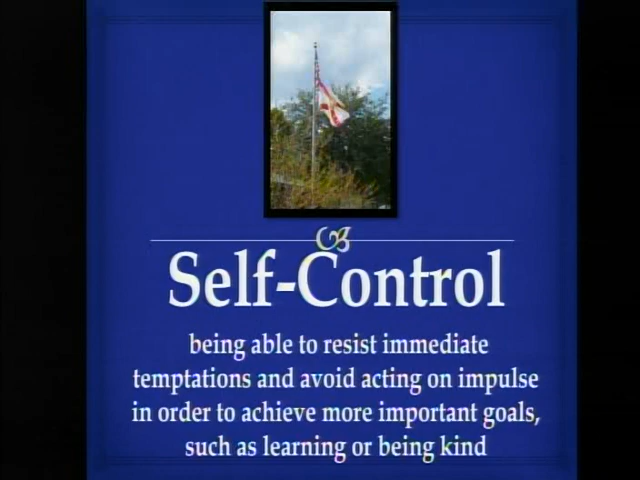 Self-Control
being able to resist immediate
temptations and avoid acting on impulse
in order to achieve more important goals,
such as learning or being kind